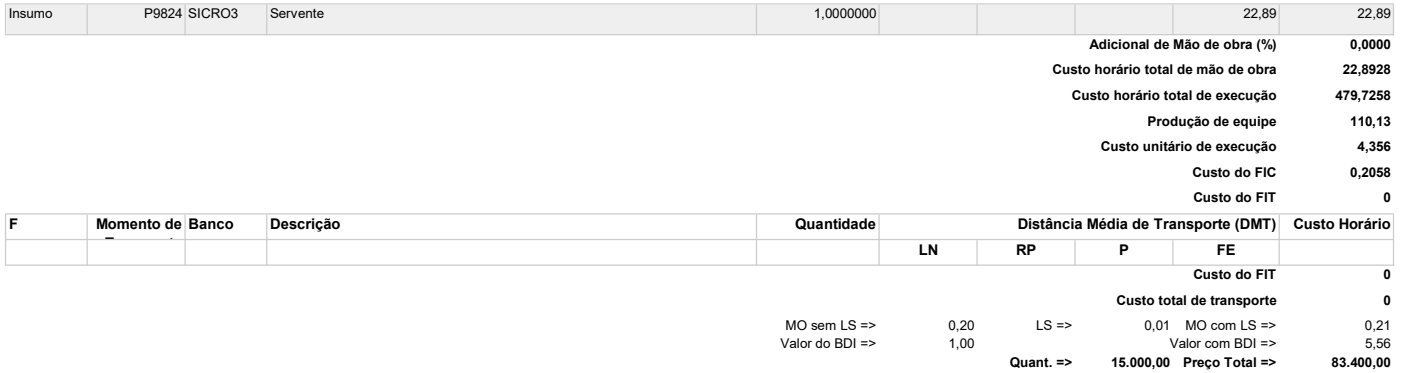 Insumo P9824 SICRO3 Servente 1,0000000 22,89 22,89
Adicional de Mão de obra (%) 0,0000
Custo horário total de mão de obra 22,8928
Custo horário total de execução 479,7258
Produção de equipe 110,13
Custo unitário de execução 4,356
Custo do FIC 0,2058
Custo do FIT 0
F Momento de Banco Descrição Quantidade Distância Média de Transporte (DMT) Custo Horário
LN RP P FE
Custo do FIT 0
Custo total de transporte 0
MO sem LS => 0,20 LS => 0,01 MO com LS => 0,21
Valor do BDI => 1,00 Valor com BDI => 5,56
Quant. => 15.000,00 Preço Total => 83.400,00